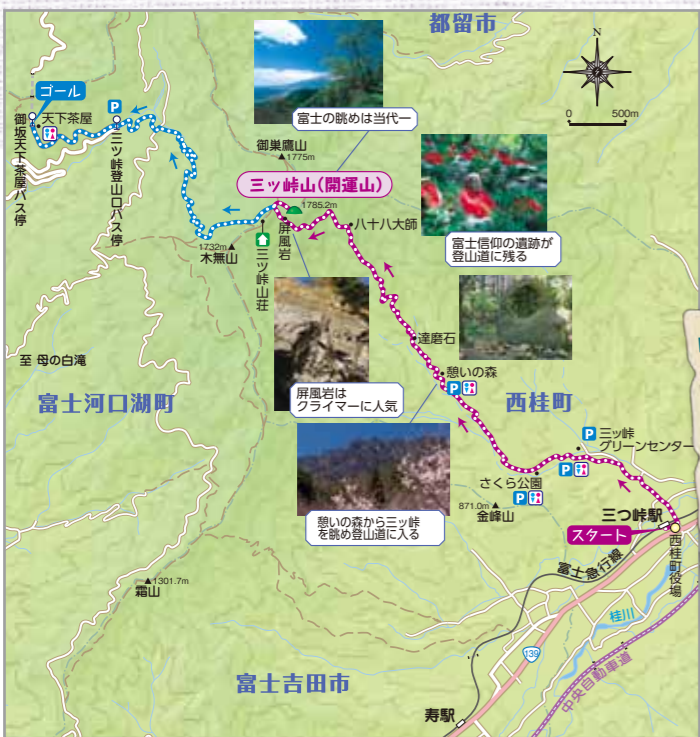 都留市
N
0 500m
ゴール
天下茶屋
御坂天下茶屋バス停
P
三ッ峠登山口バス停
富士の眺めは当代一
御巣鷹山
▲1775m
三ッ峠山(開運山)
1785.2m
屏風岩
八十八大師
富士信仰の遺跡が
登山道に残る
1732m▲
木無山
三ツ峠山荘
達磨石
憩いの森
P
至 母の白滝
富士河口湖町
屏風岩は
クライマーに人気
西桂町
P 三ッ峠
グリーンセンター
P
さくら公園
P
871.0m▲
金峰山
憩いの森から三ッ峠
を眺め登山道に入る
三つ峠駅
スタート
西桂町役場
富士急行線
▲1301.7m
霜山
桂川
139
中央自動車道
富士吉田市
寿駅